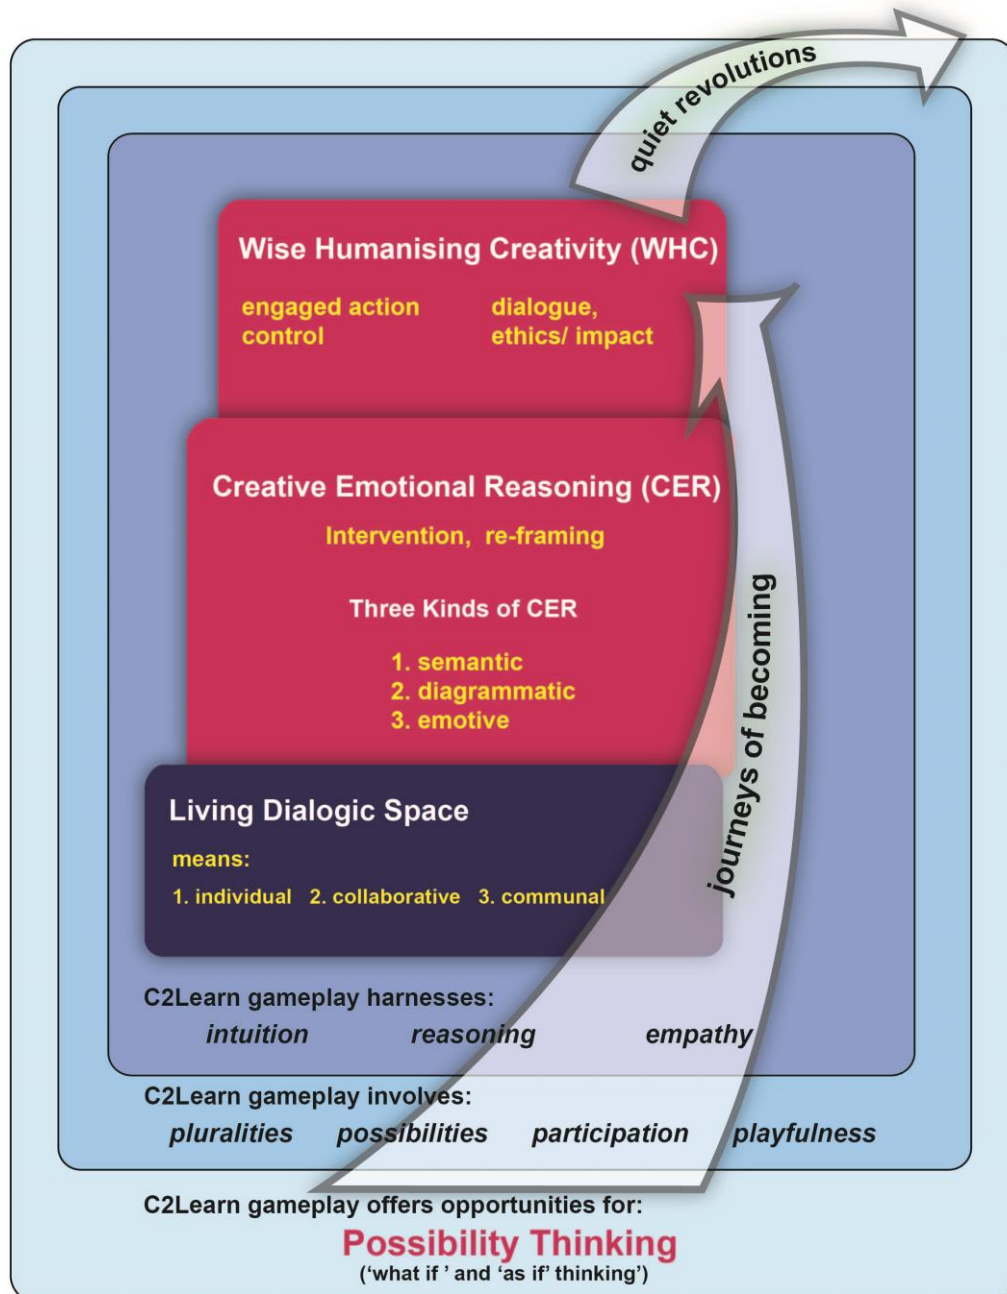 quiet revolutions
Wise Humanising Creativity (WHC)
engaged action
control
dialogue,
ethics/ impact
Creative Emotional Reasoning (CER)
Intervention, re-framing
Three Kinds of CER
1. semantic
2. diagrammatic
3. emotive
journeys of becoming
Living Dialogic Space
means:
1. individual 2. collaborative 3. communal
C2Learn gameplay harnesses:
intuition reasoning empathy
C2Learn gameplay involves:
pluralities possibilities participation playfulness
C2Learn gameplay offers opportunities for:
Possibility Thinking
(‘what if ’ and ‘as if’ thinking’)